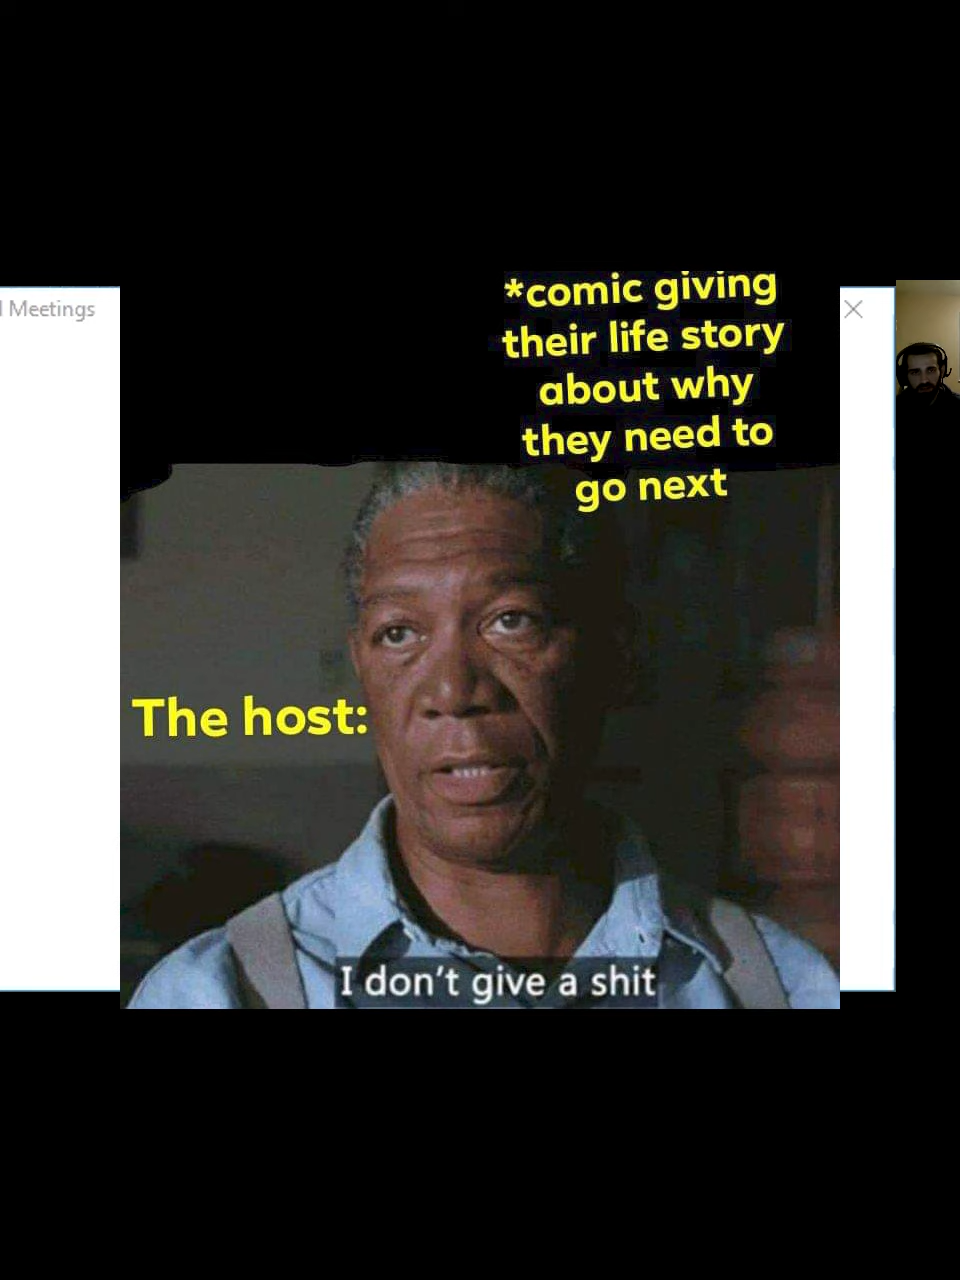 *comic giving
their life story
about why
they need to
go next
Meetings
The host:
I don't give a shit